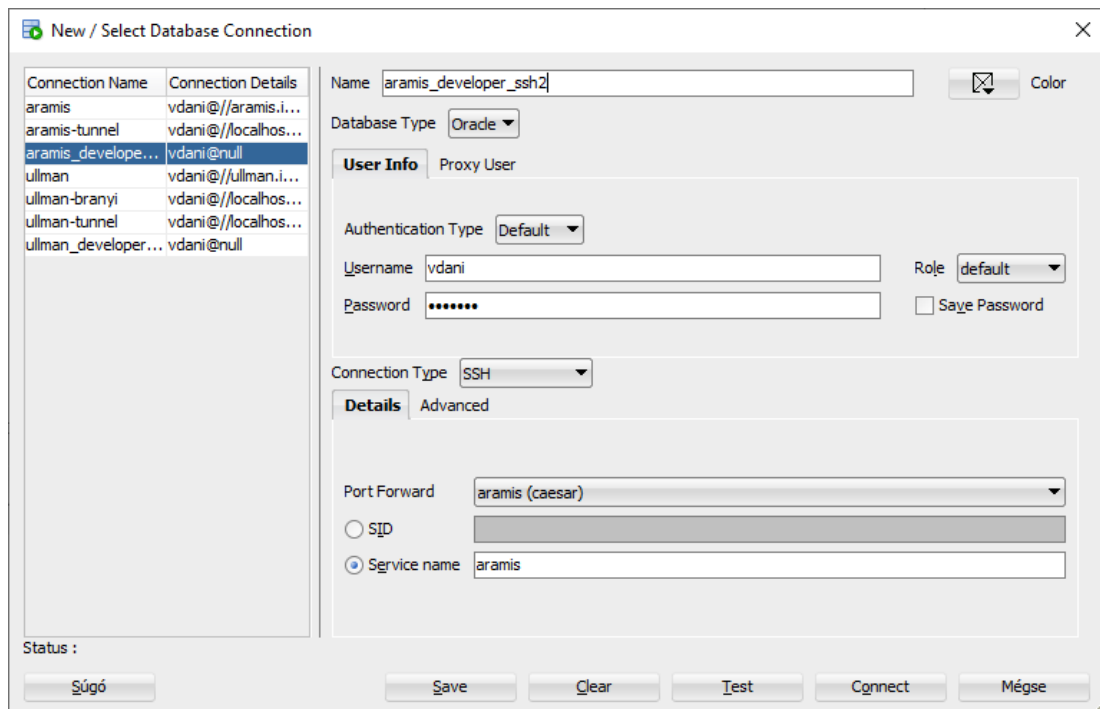 New / Select Database Connection
Connection Name Connection Details
aramis vdani@//aramis.i...
aramis-tunnel vdani@//localhos...
aramis_develope... vdani@null
ullman vdani@//ullman.i...
ullman-branyi vdani@//localhos...
ullman-tunnel vdani@//localhos...
ullman_developer... vdani@null
Name aramis_developer_ssh2 Color
Database Type Oracle
User Info Proxy User
Authentication Type Default
Username vdani Role default
Password ••••••• Save Password
Connection Type SSH
Details Advanced
Port Forward aramis (caesar)
SID
Service name aramis
Status :
Súgó Save Clear Test Connect Mégse